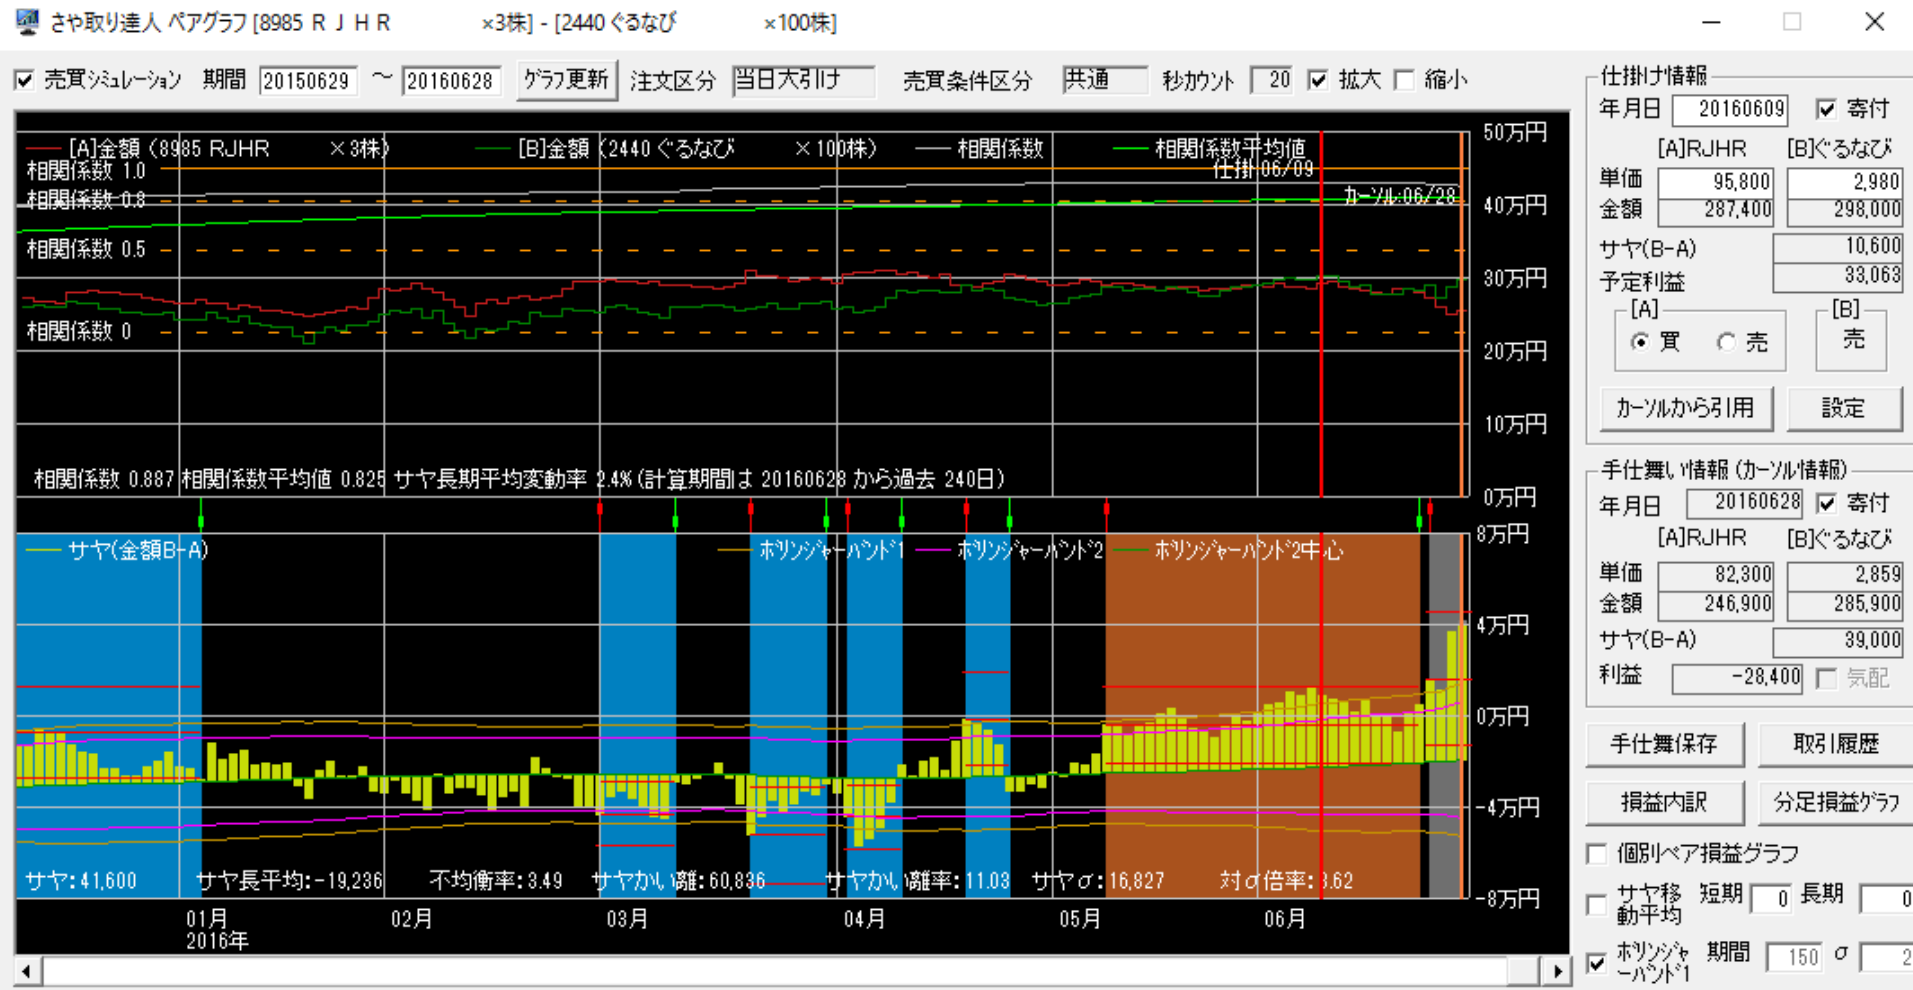 さや取り達人 ペアグラフ [8985 R J H R ×3株] - [2440 ぐるなび ×100株]
売買シミュレーション 期間 20150629 ～ 20160628 グラフ更新 注文区分 当日大引け 売買条件区分 共通 秒カウント 20 拡大 縮小
[A]金額 (8985 RJHR ×3株) [B]金額 (2440 ぐるなび ×100株) 相関係数 相関係数平均値
相関係数 1.0
仕掛:06/09
相関係数 0.8
カーソル:06/28
相関係数 0.5
相関係数 0
50万円
40万円
30万円
20万円
10万円
0万円
相関係数 0.887 相関係数平均値 0.825 サヤ長期平均変動率 2.4% (計算期間は 20160628 から過去 240日)
サヤ(金額B-A) ボリンジャーバンド1 ボリンジャーバンド2 ボリンジャーバンド2中心
8万円
4万円
0万円
-4万円
-8万円
サヤ:41,600 サヤ長平均:-19,236 不均衡率:3.49 サヤかい離:60,836 サヤかい離率:11.03 サヤσ:16,827 対σ倍率:3.62
01月 02月 03月 04月 05月 06月
2016年
仕掛け情報
年月日 20160609 寄付
[A]RJHR [B]ぐるなび
単価 95,800 2,980
金額 287,400 298,000
サヤ(B-A) 10,600
予定利益 33,063
[A] [B]
買 売 売
カーソルから引用 設定
手仕舞い情報 (カーソル情報)
年月日 20160628 寄付
[A]RJHR [B]ぐるなび
単価 82,300 2,859
金額 246,900 285,900
サヤ(B-A) 39,000
利益 -28,400 気配
手仕舞保存 取引履歴
損益内訳 分足損益グラフ
個別ペア損益グラフ
サヤ移動平均 短期 0 長期 0
ボリンジャーバンド1 期間 150 σ 2